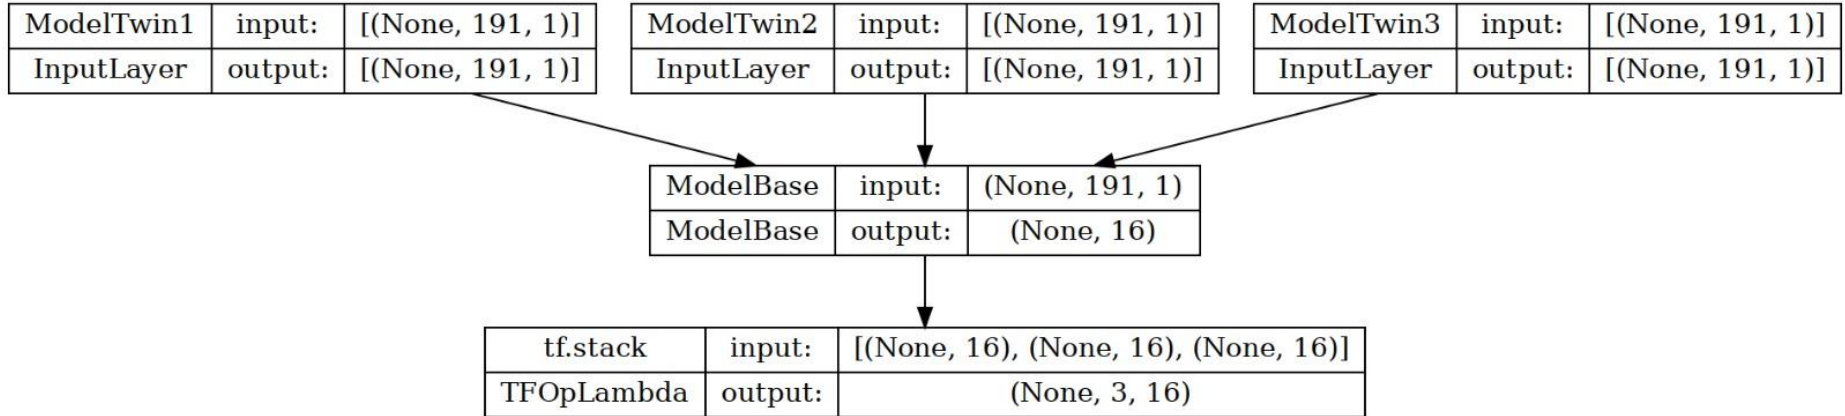 ModelTwin1 input: [(None, 191, 1)]
InputLayer output: [(None, 191, 1)]
ModelTwin2 input: [(None, 191, 1)]
InputLayer output: [(None, 191, 1)]
ModelTwin3 input: [(None, 191, 1)]
InputLayer output: [(None, 191, 1)]
ModelBase input: (None, 191, 1)
ModelBase output: (None, 16)
tf.stack input: [(None, 16), (None, 16), (None, 16)]
TFOpLambda output: (None, 3, 16)